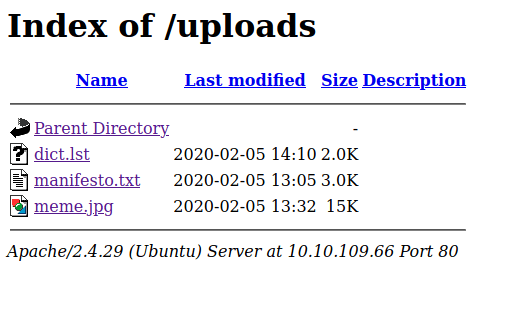 Index of /uploads
Name Last modified Size Description
Parent Directory -
dict.lst 2020-02-05 14:10 2.0K
manifesto.txt 2020-02-05 13:05 3.0K
meme.jpg 2020-02-05 13:32 15K
Apache/2.4.29 (Ubuntu) Server at 10.10.109.66 Port 80